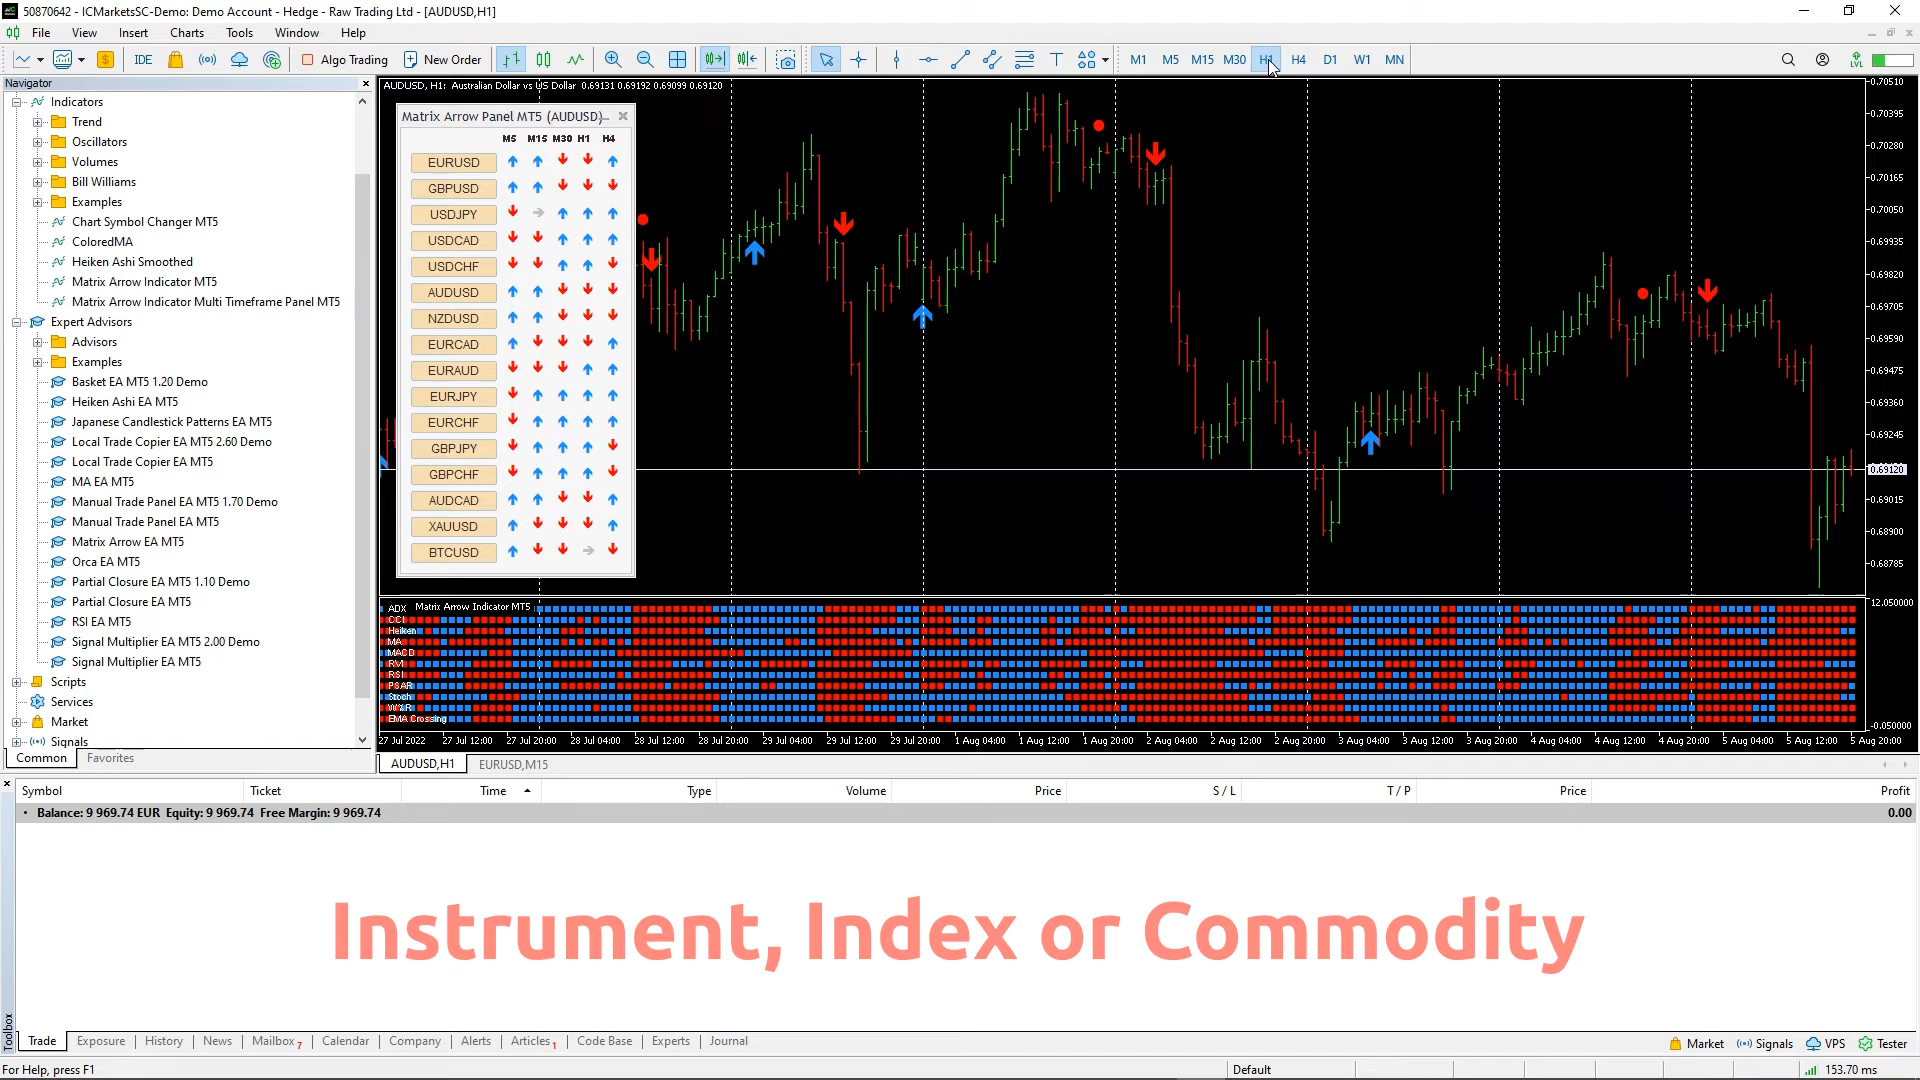 50870642 - ICMarketsSC-Demo: Demo Account - Hedge - Raw Trading Ltd - [AUDUSD,H1]
File View Insert Charts Tools Window Help
IDE Algo Trading New Order M1 M5 M15 M30 H1 H4 D1 W1 MN LVL
Navigator
Indicators
Trend
Oscillators
Volumes
Bill Williams
Examples
Chart Symbol Changer MT5
ColoredMA
Heiken Ashi Smoothed
Matrix Arrow Indicator MT5
Matrix Arrow Indicator Multi Timeframe Panel MT5
Expert Advisors
Advisors
Examples
Basket EA MT5 1.20 Demo
Heiken Ashi EA MT5
Japanese Candlestick Patterns EA MT5
Local Trade Copier EA MT5 2.60 Demo
Local Trade Copier EA MT5
MA EA MT5
Manual Trade Panel EA MT5 1.70 Demo
Manual Trade Panel EA MT5
Matrix Arrow EA MT5
Orca EA MT5
Partial Closure EA MT5 1.10 Demo
Partial Closure EA MT5
RSI EA MT5
Signal Multiplier EA MT5 2.00 Demo
Signal Multiplier EA MT5
Scripts
Services
Market
Signals
Common Favorites
AUDUSD, H1: Australian Dollar vs US Dollar 0.69131 0.69192 0.69099 0.69120
Matrix Arrow Panel MT5 (AUDUSD)
M5 M15 M30 H1 H4
EURUSD
GBPUSD
USDJPY
USDCAD
USDCHF
AUDUSD
NZDUSD
EURCAD
EURAUD
EURJPY
EURCHF
GBPJPY
GBPCHF
AUDCAD
XAUUSD
BTCUSD
0.70510
0.70395
0.70280
0.70165
0.70050
0.69935
0.69820
0.69705
0.69590
0.69475
0.69360
0.69245
0.69120
0.69015
0.68900
0.68785
12.050000
-0.050000
Matrix Arrow Indicator MT5
ADX
CCI
Heiken
MA
MACD
RVI
RSI
PSAR
Stoch
W%R
EMA Crossing
27 Jul 2022 27 Jul 12:00 27 Jul 20:00 28 Jul 04:00 28 Jul 12:00 28 Jul 20:00 29 Jul 04:00 29 Jul 12:00 29 Jul 20:00 1 Aug 04:00 1 Aug 12:00 1 Aug 20:00 2 Aug 04:00 2 Aug 12:00 2 Aug 20:00 3 Aug 04:00 3 Aug 12:00 3 Aug 20:00 4 Aug 04:00 4 Aug 12:00 4 Aug 20:00 5 Aug 04:00 5 Aug 12:00 5 Aug 20:00
AUDUSD,H1 EURUSD,M15
Symbol Ticket Time Type Volume Price S / L T / P Price Profit
Balance: 9 969.74 EUR Equity: 9 969.74 Free Margin: 9 969.74 0.00
Instrument, Index or Commodity
Toolbox
Trade Exposure History News Mailbox 7 Calendar Company Alerts Articles 1 Code Base Experts Journal
Market Signals VPS Tester
For Help, press F1 Default 153.70 ms